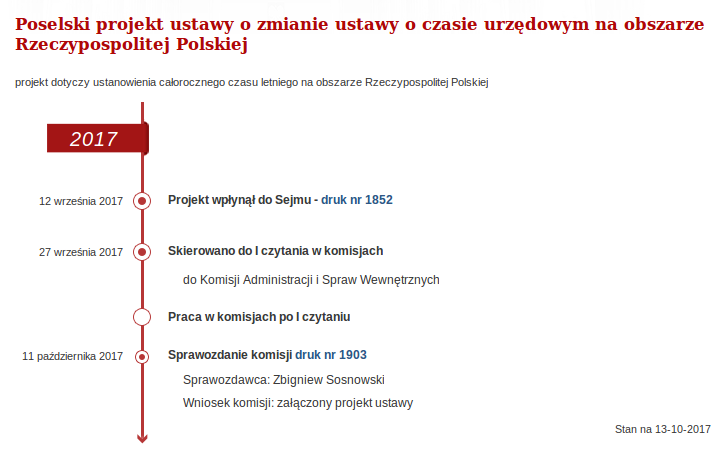 Poselski projekt ustawy o zmianie ustawy o czasie urzędowym na obszarze
Rzeczypospolitej Polskiej
projekt dotyczy ustanowienia całorocznego czasu letniego na obszarze Rzeczypospolitej Polskiej
2017
12 września 2017 Projekt wpłynął do Sejmu - druk nr 1852
27 września 2017 Skierowano do I czytania w komisjach
do Komisji Administracji i Spraw Wewnętrznych
Praca w komisjach po I czytaniu
11 października 2017 Sprawozdanie komisji druk nr 1903
Sprawozdawca: Zbigniew Sosnowski
Wniosek komisji: załączony projekt ustawy
Stan na 13-10-2017